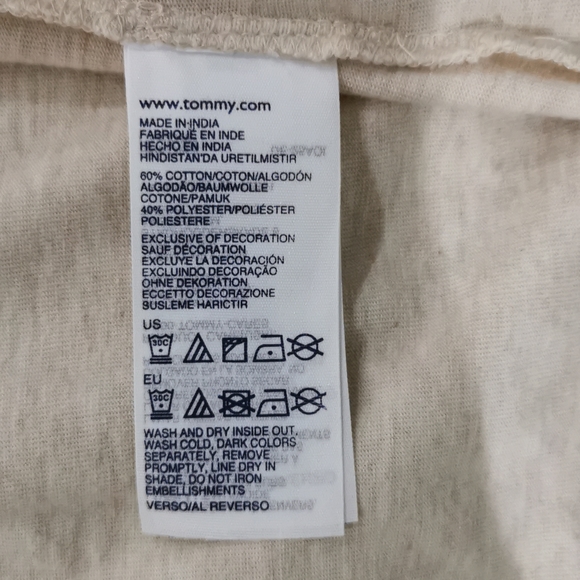 www.tommy.com
MADE IN INDIA
FABRIQUÉ EN INDE
HECHO EN INDIA
HINDISTAN'DA URETILMISTIR
60% COTTON/COTON/ALGODÓN
ALGODÃO/BAUMWOLLE
COTONE/PAMUK
40% POLYESTER/POLIÉSTER
POLIESTERE
EXCLUSIVE OF DECORATION
SAUF DÉCORATION
EXCLUYE LA DECORACIÓN
EXCLUINDO DECORAÇÃO
OHNE DEKORATION
ECCETTO DECORAZIONE
SUSLEME HARICTIR
US
30C
EU
30C
WASH AND DRY INSIDE OUT,
WASH COLD, DARK COLORS
SEPARATELY, REMOVE
PROMPTLY, LINE DRY IN
SHADE, DO NOT IRON
EMBELLISHMENTS
VERSO/AL REVERSO